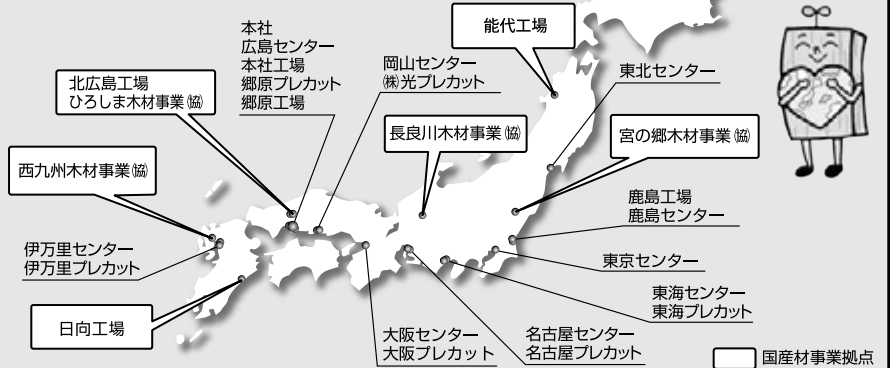 能代工場
本社
広島センター
本社工場
郷原プレカット
郷原工場
岡山センター
㈱光プレカット
東北センター
北広島工場
ひろしま木材事業㈿
長良川木材事業㈿
宮の郷木材事業㈿
西九州木材事業㈿
鹿島工場
鹿島センター
伊万里センター
伊万里プレカット
東京センター
東海センター
東海プレカット
日向工場
大阪センター
大阪プレカット
名古屋センター
名古屋プレカット
国産材事業拠点